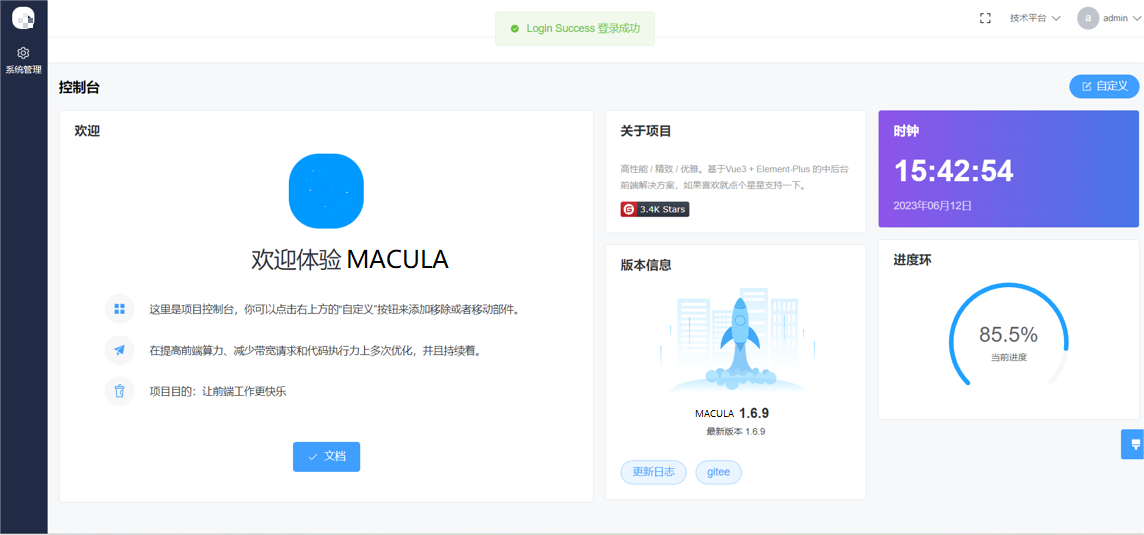 Login Success 登录成功
技术平台
a
admin
系统管理
控制台
自定义
欢迎
欢迎体验 MACULA
这里是项目控制台，你可以点击右上方的“自定义”按钮来添加移除或者移动部件。
在提高前端算力、减少带宽请求和代码执行力上多次优化，并且持续着。
项目目的：让前端工作更快乐
文档
关于项目
高性能 / 精致 / 优雅。基于Vue3 + Element-Plus 的中后台
前端解决方案，如果喜欢就点个星星支持一下。
G 3.4K Stars
版本信息
MACULA 1.6.9
最新版本 1.6.9
更新日志
gitee
时钟
15:42:54
2023年06月12日
进度环
85.5%
当前进度